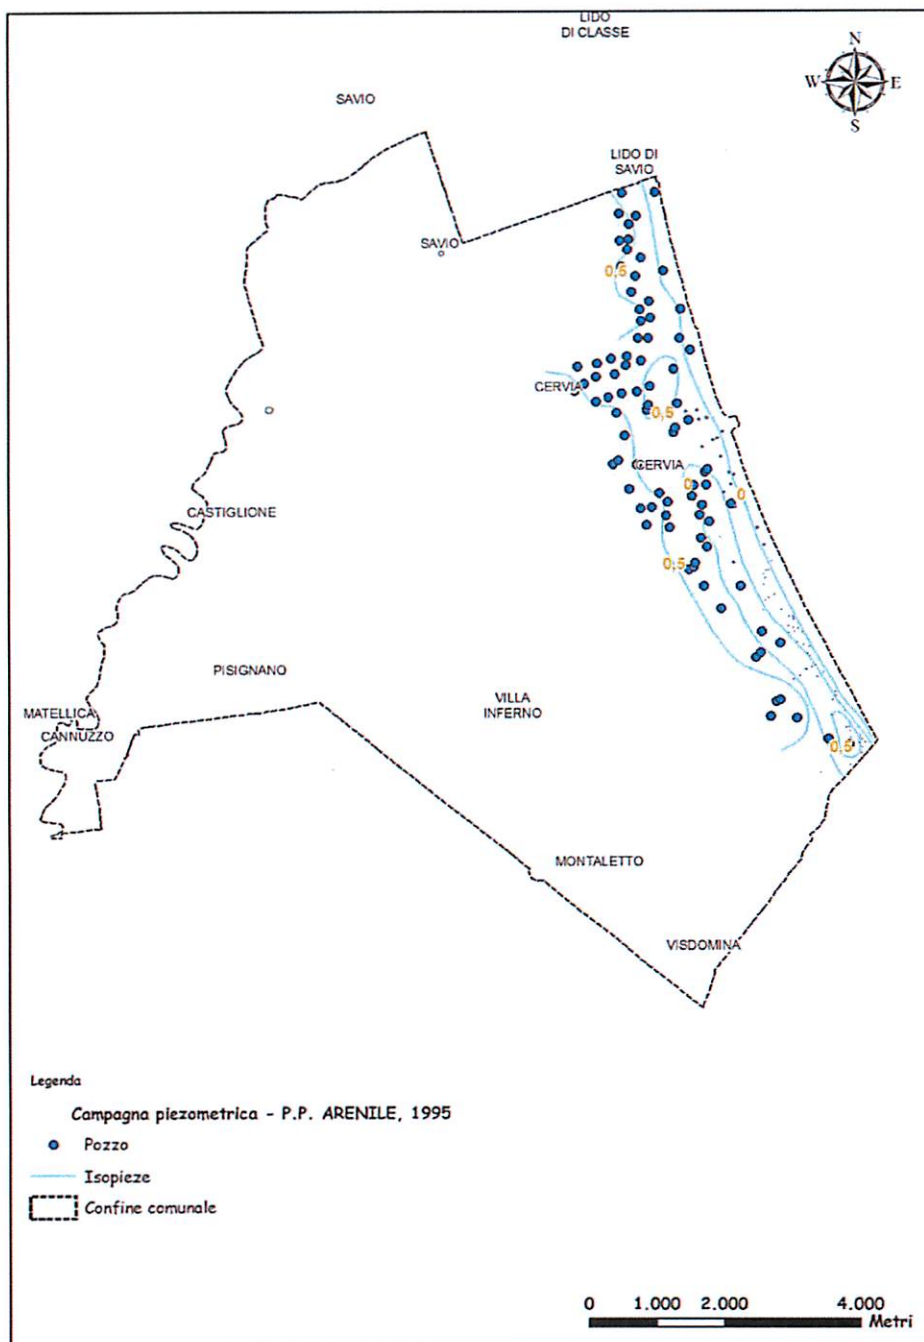 LIDO
DI CLASSE
N
W
E
S
SAVIO
LIDO DI
SAVIO
SAVIO
0,5
CERVIA
0,5
CERVIA
0
0
CASTIGLIONE
0,5
PISIGNANO
VILLA
INFERNO
MATELLICA
CANNUZZO
0,5
MONTALETTO
VISDOMINA
Legenda
Campagna piezometrica - P.P. ARENILE, 1995
Pozzo
Isopieze
Confine comunale
0 1.000 2.000 4.000
Metri